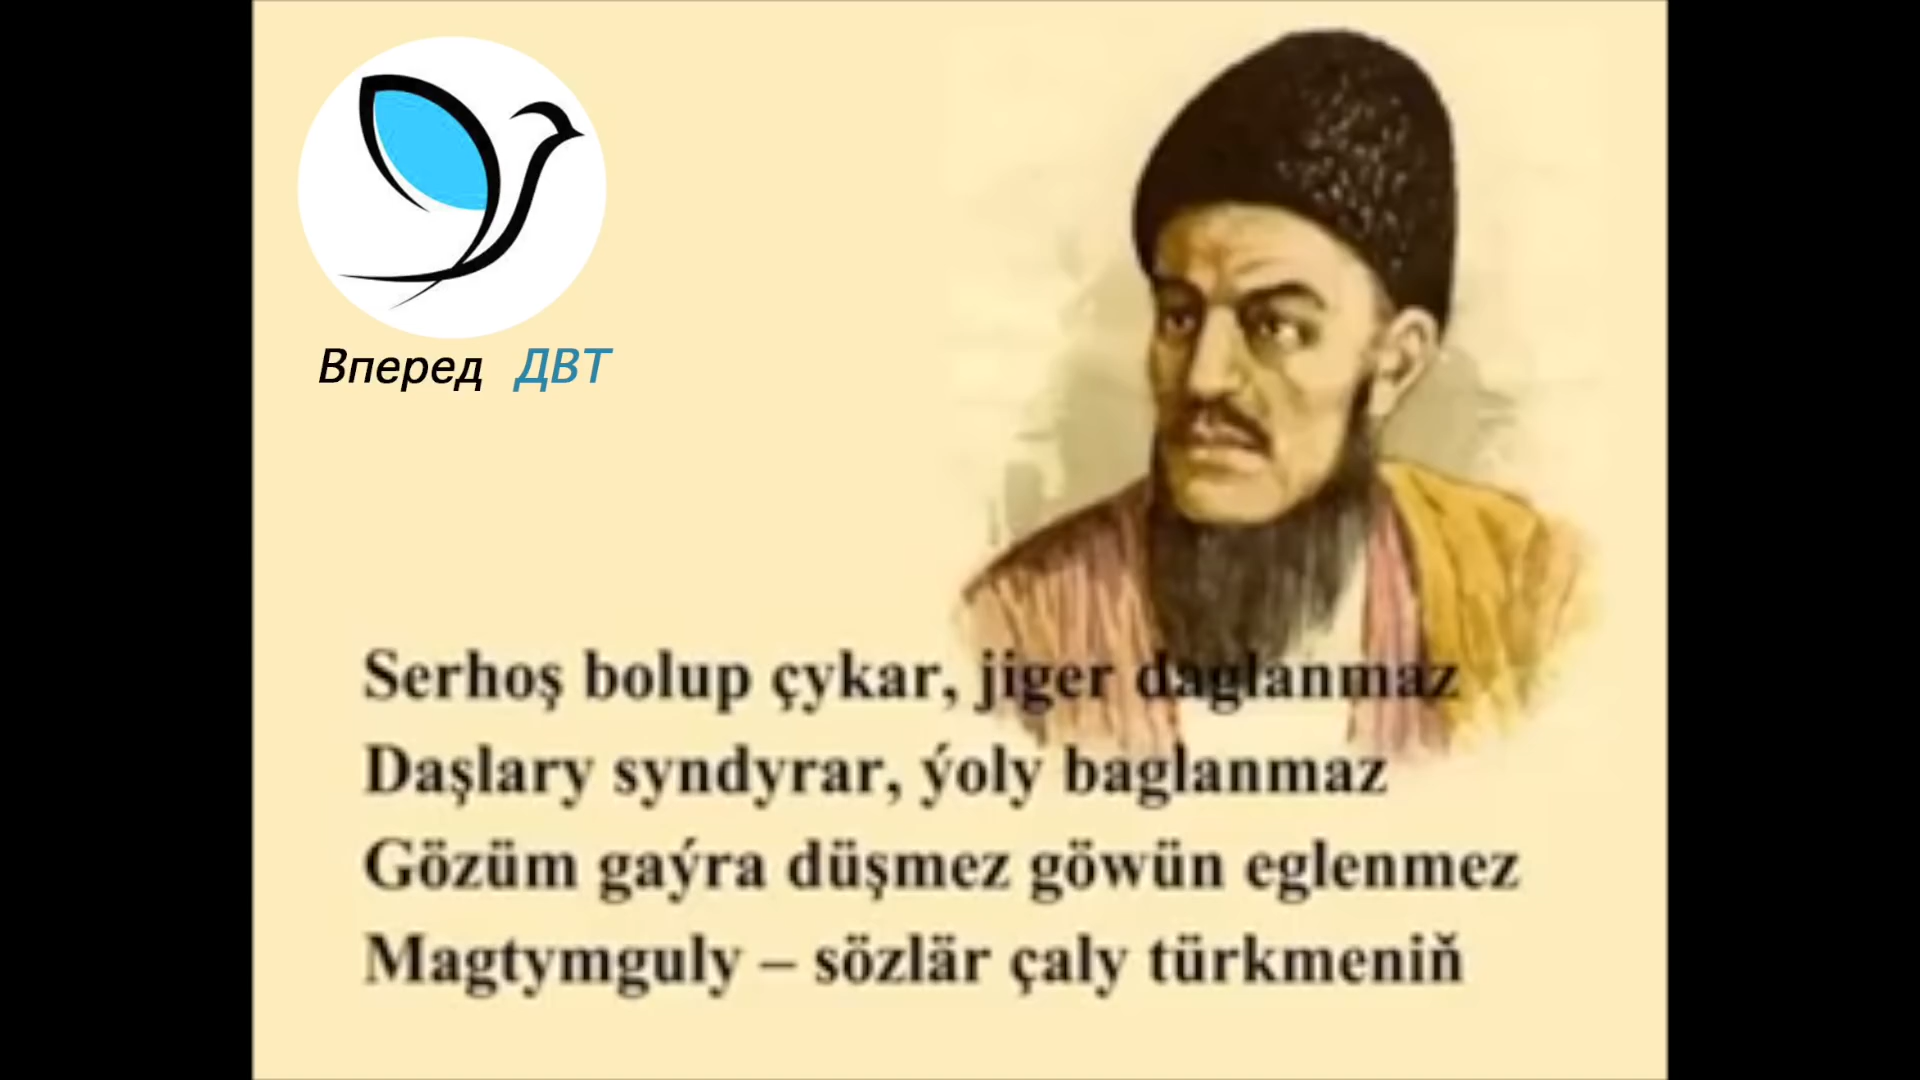 Вперед ДВТ
Serhoş bolup çykar, jiger daglanmaz
Daşlary syndyrar, ýoly baglanmaz
Gözüm gaýra düşmez göwün eglenmez
Magtymguly – sözlär çaly türkmeniň